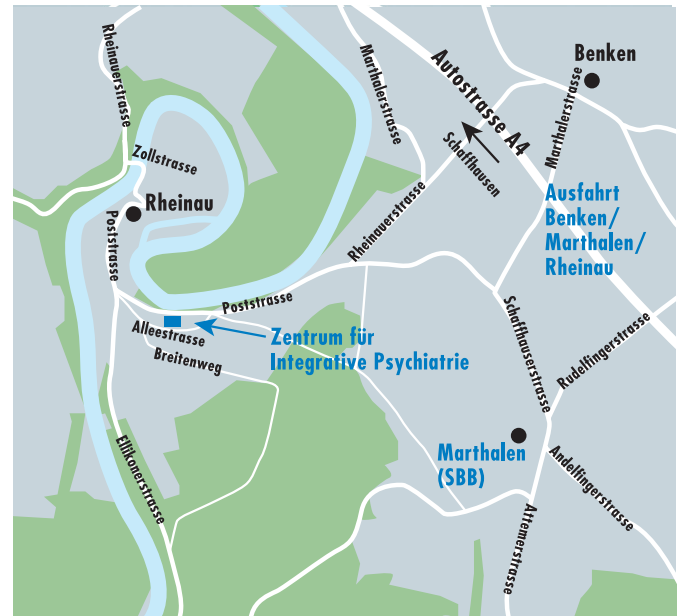 Rheinauerstrasse
Marthalerstrasse
Autostrasse A4
Benken
Schaffhausen
Marthalerstrasse
Zollstrasse
Rheinau
Poststrasse
Rheinauerstrasse
Ausfahrt
Benken/
Marthalen/
Rheinau
Poststrasse
Alleestrasse
Breitenweg
Zentrum für
Integrative Psychiatrie
Schaffhauserstrasse
Rudelfingerstrasse
Ellikonerstrasse
Marthalen
(SBB)
Andelfingerstrasse
Attemerstrasse